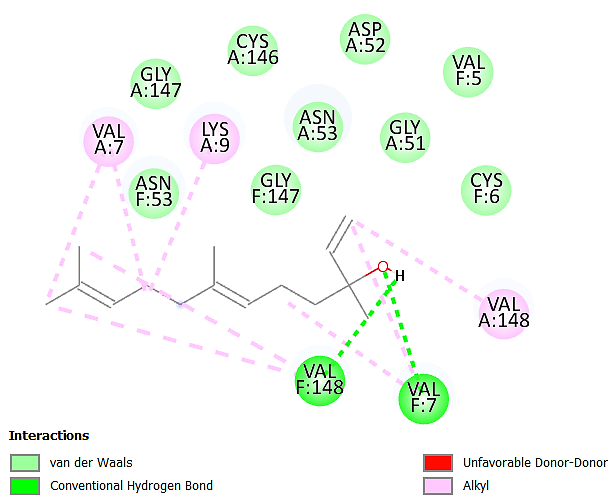 ASP
A:52
CYS
A:146
VAL
F:5
GLY
A:147
ASN
A:53
VAL
A:7
LYS
A:9
GLY
A:51
ASN
F:53
GLY
F:147
CYS
F:6
O
H
VAL
A:148
VAL
F:148
VAL
F:7
Interactions
van der Waals
Conventional Hydrogen Bond
Unfavorable Donor-Donor
Alkyl